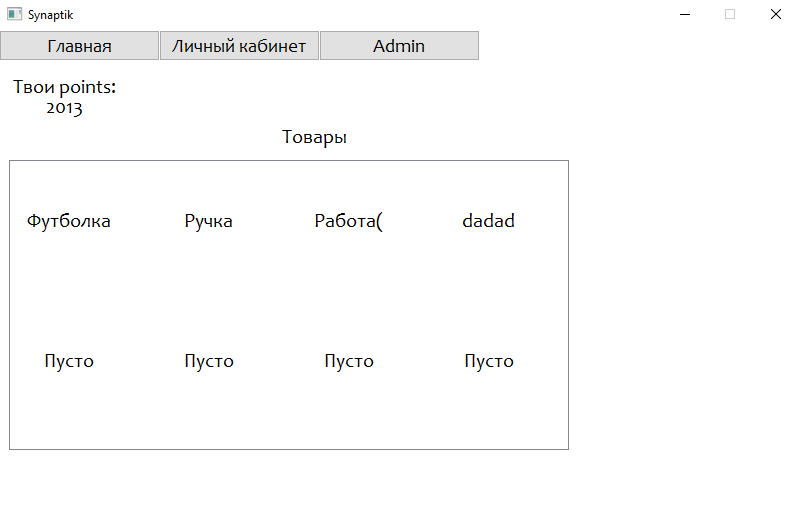 Synaptik
Главная Личный кабинет Admin
Твои points:
2013
Товары
Футболка Ручка Работа( dadad
Пусто Пусто Пусто Пусто